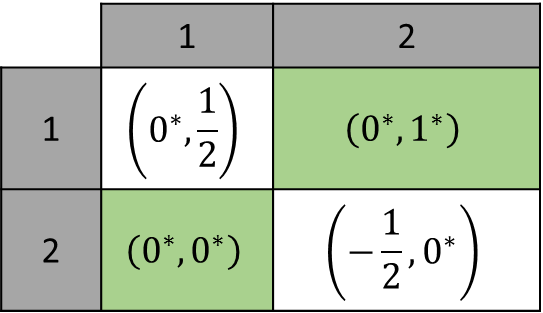 1 2
1 (0*, 1/2) (0*, 1*)
2 (0*, 0*) (−1/2, 0*)